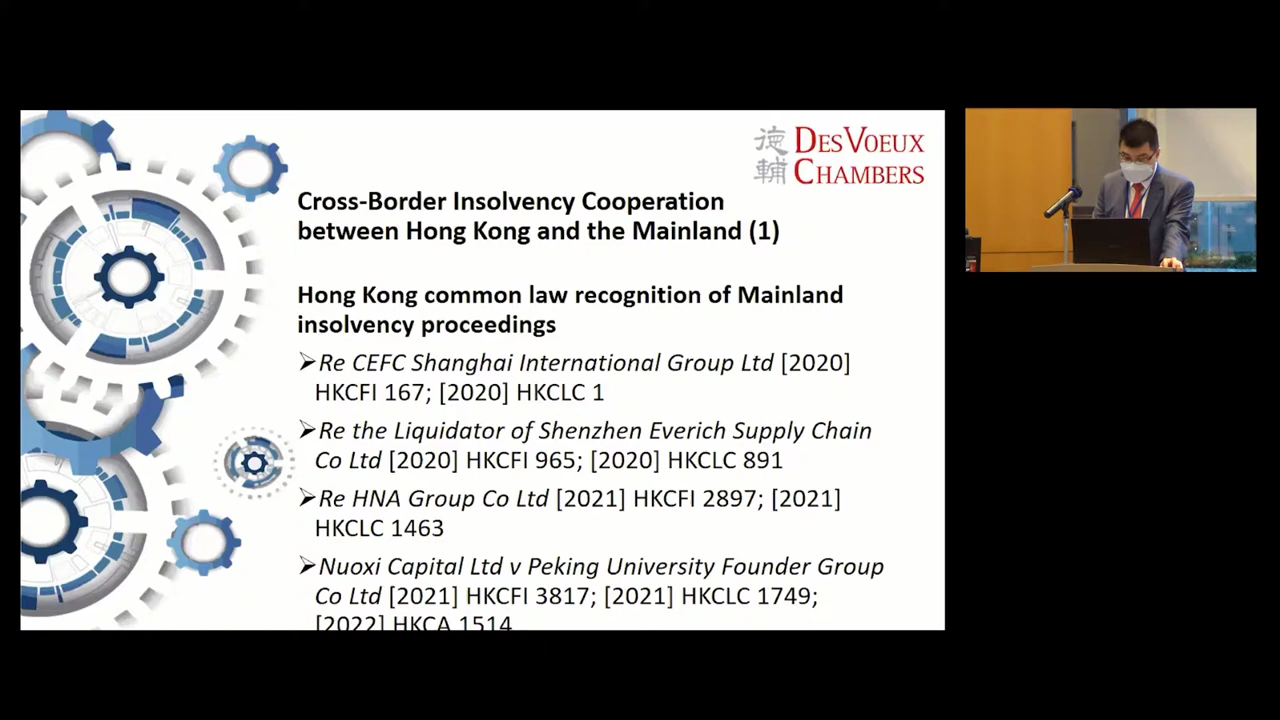 德輔
DESVOEUX
CHAMBERS
Cross-Border Insolvency Cooperation
between Hong Kong and the Mainland (1)
Hong Kong common law recognition of Mainland
insolvency proceedings
➢Re CEFC Shanghai International Group Ltd [2020]
HKCFI 167; [2020] HKCLC 1
➢Re the Liquidator of Shenzhen Everich Supply Chain
Co Ltd [2020] HKCFI 965; [2020] HKCLC 891
➢Re HNA Group Co Ltd [2021] HKCFI 2897; [2021]
HKCLC 1463
➢Nuoxi Capital Ltd v Peking University Founder Group
Co Ltd [2021] HKCFI 3817; [2021] HKCLC 1749;
[2022] HKCA 1514